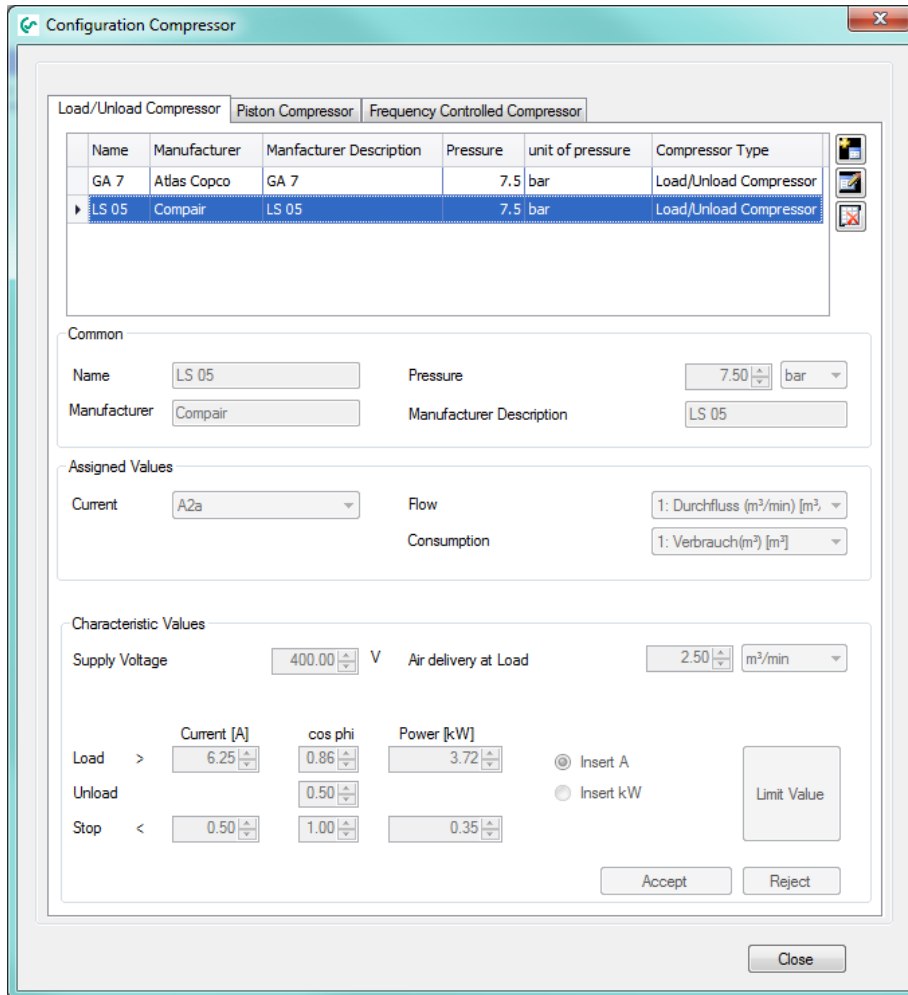 Configuration Compressor
Load/Unload Compressor Piston Compressor Frequency Controlled Compressor
Name Manufacturer Manfacturer Description Pressure unit of pressure Compressor Type
GA 7 Atlas Copco GA 7 7.5 bar Load/Unload Compressor
LS 05 Compair LS 05 7.5 bar Load/Unload Compressor
Common
Name LS 05 Pressure 7.50 bar
Manufacturer Compair Manufacturer Description LS 05
Assigned Values
Current A2a Flow 1: Durchfluss (m³/min) [m³/
Consumption 1: Verbrauch(m³) [m³]
Characteristic Values
Supply Voltage 400.00 V Air delivery at Load 2.50 m³/min
Current [A] cos phi Power [kW]
Load > 6.25 0.86 3.72 Insert A
Unload 0.50 Insert kW Limit Value
Stop < 0.50 1.00 0.35
Accept Reject
Close